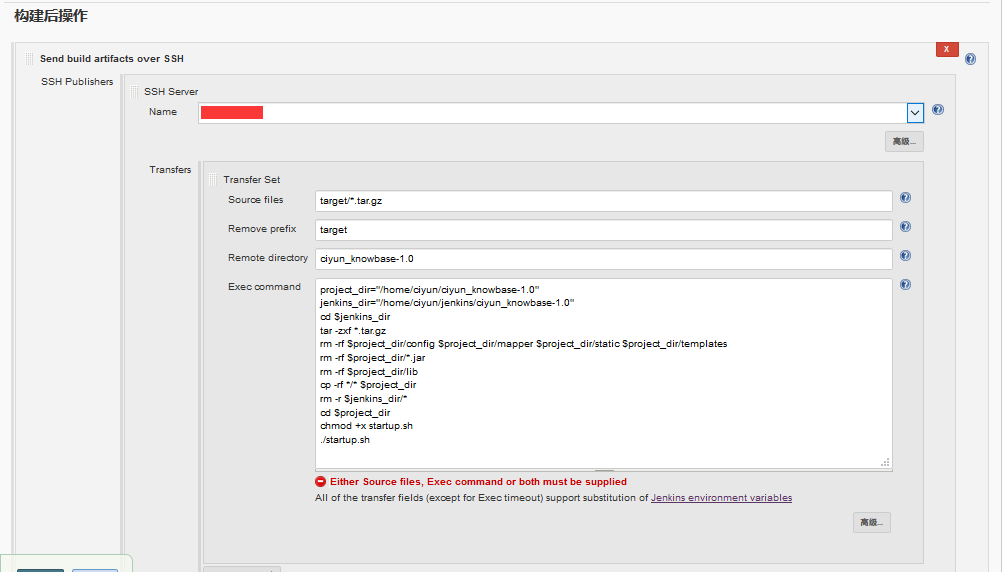 构建后操作
X
Send build artifacts over SSH
SSH Publishers
SSH Server
Name
高级...
Transfers
Transfer Set
Source files
target/*.tar.gz
Remove prefix
target
Remote directory
ciyun_knowbase-1.0
Exec command
project_dir="/home/ciyun/ciyun_knowbase-1.0"
jenkins_dir="/home/ciyun/jenkins/ciyun_knowbase-1.0"
cd $jenkins_dir
tar -zxf *.tar.gz
rm -rf $project_dir/config $project_dir/mapper $project_dir/static $project_dir/templates
rm -rf $project_dir/*.jar
rm -rf $project_dir/lib
cp -rf */* $project_dir
rm -r $jenkins_dir/*
cd $project_dir
chmod +x startup.sh
./startup.sh
Either Source files, Exec command or both must be supplied
All of the transfer fields (except for Exec timeout) support substitution of Jenkins environment variables
高级...